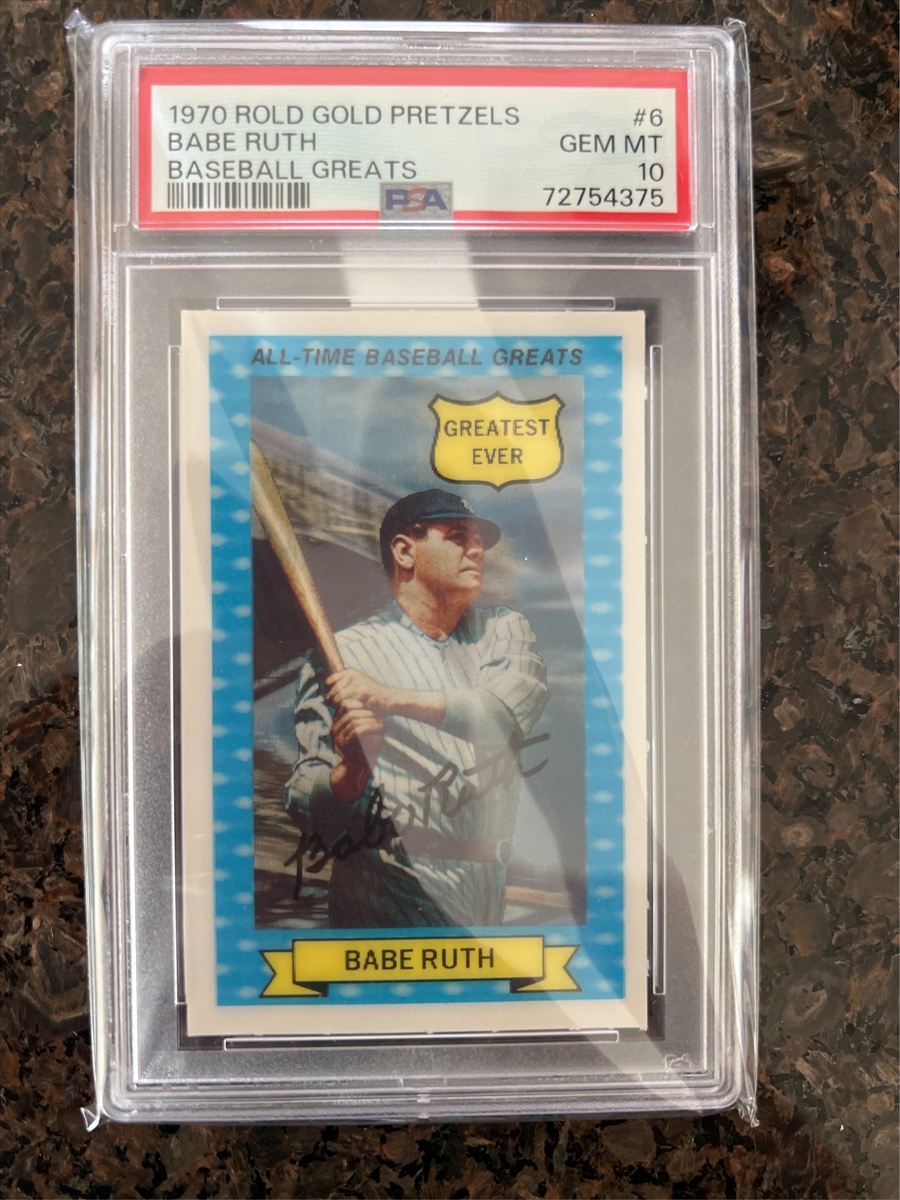 1970 ROLD GOLD PRETZELS #6
BABE RUTH GEM MT
BASEBALL GREATS 10
PSA 72754375
ALL-TIME BASEBALL GREATS
GREATEST
EVER
Babe Ruth
BABE RUTH